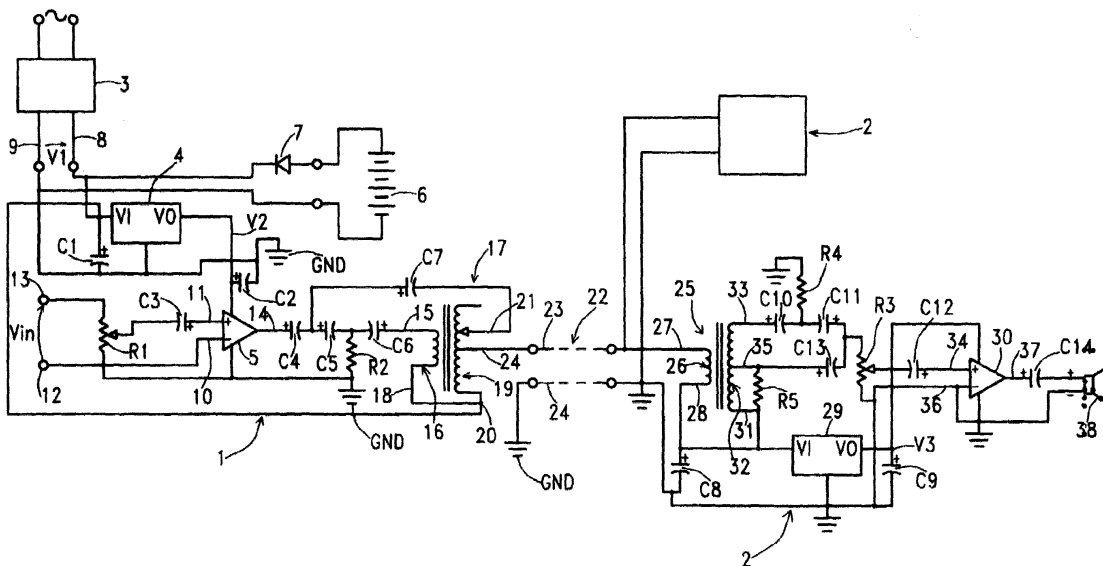 3
9
V1
8
7
6
2
4
VI
VO
V2
C1
GND
C2
C7
17
25
R4
13
Vin
12
C3
11
R1
10
5
14
C4
C5
15
C6
R2
21
22
23
24
24
27
26
28
33
C10
C11
R3
C12
35
C13
34
30
37
C14
36
38
18
16
19
20
1
GND
GND
R5
31
32
29
VI
VO
V3
C8
C9
2